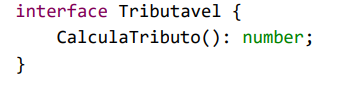 interface Tributavel {
    CalculaTributo(): number;
}